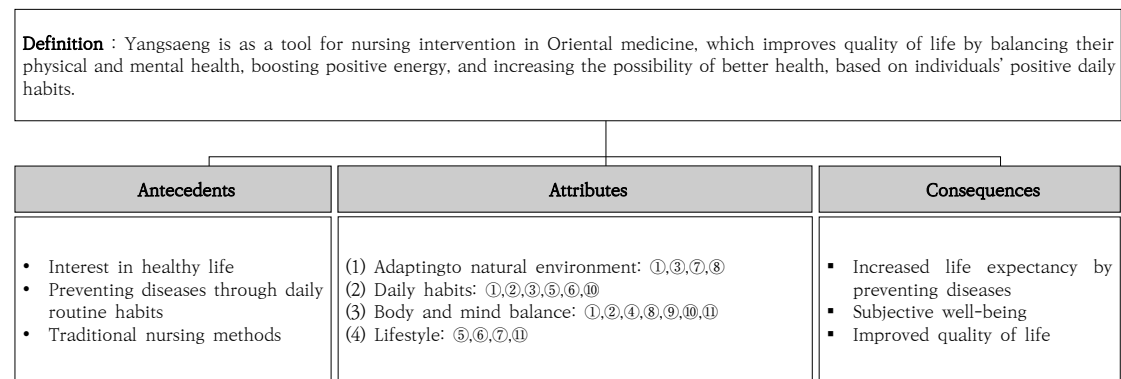 Definition : Yangsaeng is as a tool for nursing intervention in Oriental medicine, which improves quality of life by balancing their
physical and mental health, boosting positive energy, and increasing the possibility of better health, based on individuals’ positive daily
habits.
Antecedents
• Interest in healthy life
• Preventing diseases through daily
routine habits
• Traditional nursing methods
Attributes
(1) Adaptingto natural environment: ①,③,⑦,⑧
(2) Daily habits: ①,②,③,⑤,⑥,⑩
(3) Body and mind balance: ①,②,④,⑧,⑨,⑩,⑪
(4) Lifestyle: ⑤,⑥,⑦,⑪
Consequences
▪ Increased life expectancy by
preventing diseases
▪ Subjective well-being
▪ Improved quality of life